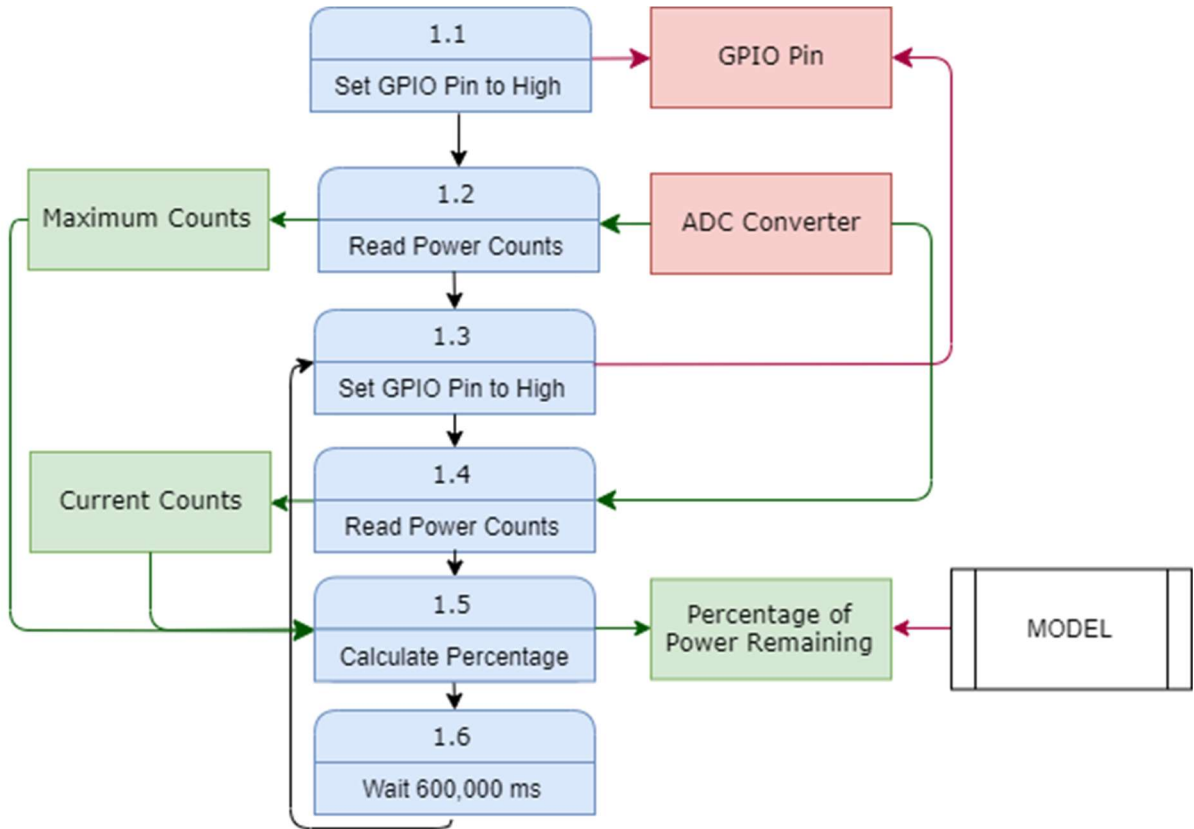 1.1
Set GPIO Pin to High
GPIO Pin
1.2
Read Power Counts
Maximum Counts
ADC Converter
1.3
Set GPIO Pin to High
1.4
Read Power Counts
Current Counts
1.5
Calculate Percentage
Percentage of
Power Remaining
MODEL
1.6
Wait 600,000 ms